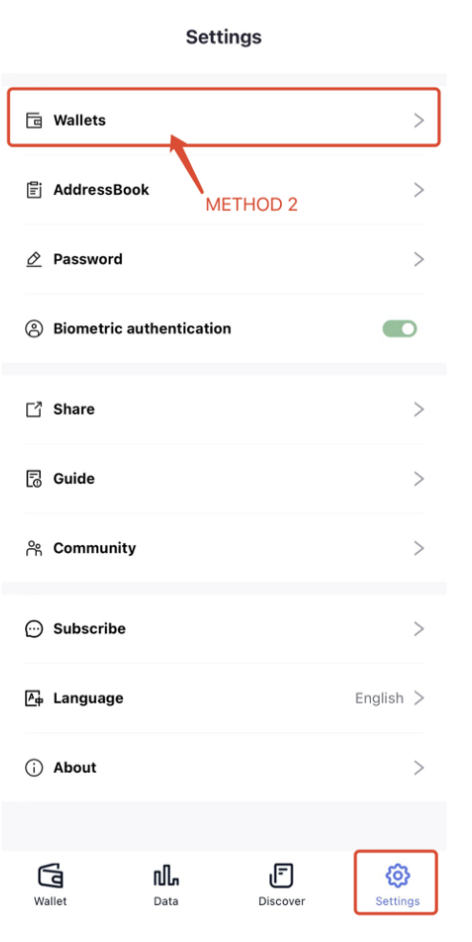 Settings
Wallets
METHOD 2
AddressBook
Password
Biometric authentication
Share
Guide
Community
Subscribe
Language English
About
Wallet Data Discover Settings